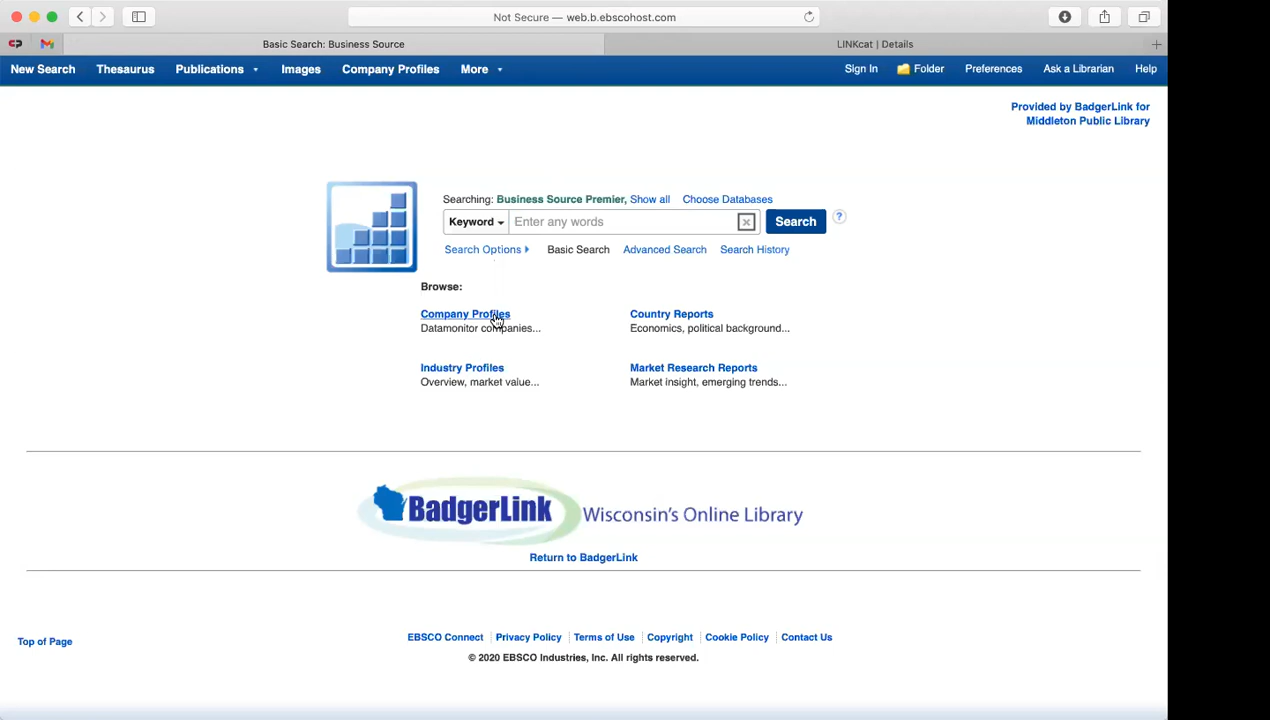 Not Secure — web.b.ebscohost.com
Basic Search: Business Source
LINKcat | Details
New Search Thesaurus Publications Images Company Profiles More Sign In Folder Preferences Ask a Librarian Help
Provided by BadgerLink for
Middleton Public Library
Searching: Business Source Premier, Show all Choose Databases
Keyword Enter any words Search ?
Search Options Basic Search Advanced Search Search History
Browse:
Company Profiles Country Reports
Datamonitor companies... Economics, political background...
Industry Profiles Market Research Reports
Overview, market value... Market insight, emerging trends...
BadgerLink Wisconsin's Online Library
Return to BadgerLink
Top of Page
EBSCO Connect Privacy Policy Terms of Use Copyright Cookie Policy Contact Us
© 2020 EBSCO Industries, Inc. All rights reserved.